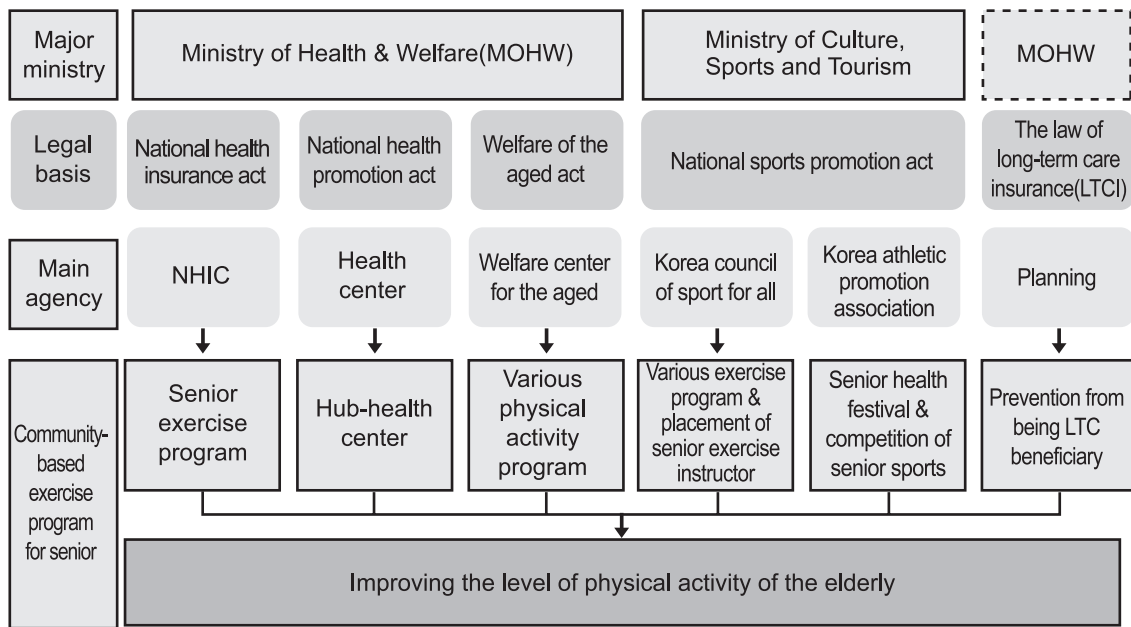 Major
ministry
Ministry of Health & Welfare(MOHW)
Ministry of Culture,
Sports and Tourism
MOHW
Legal
basis
National health
insurance act
National health
promotion act
Welfare of the
aged act
National sports promotion act
The law of
long-term care
insurance(LTCI)
Main
agency
NHIC
Health
center
Welfare center
for the aged
Korea council
of sport for all
Korea athletic
promotion
association
Planning
Community-
based
exercise
program
for senior
Senior
exercise
program
Hub-health
center
Various
physical
activity program
Various exercise
program &
placement of
senior exercise
instructor
Senior health
festival &
competition of
senior sports
Prevention from
being LTC
beneficiary
Improving the level of physical activity of the elderly